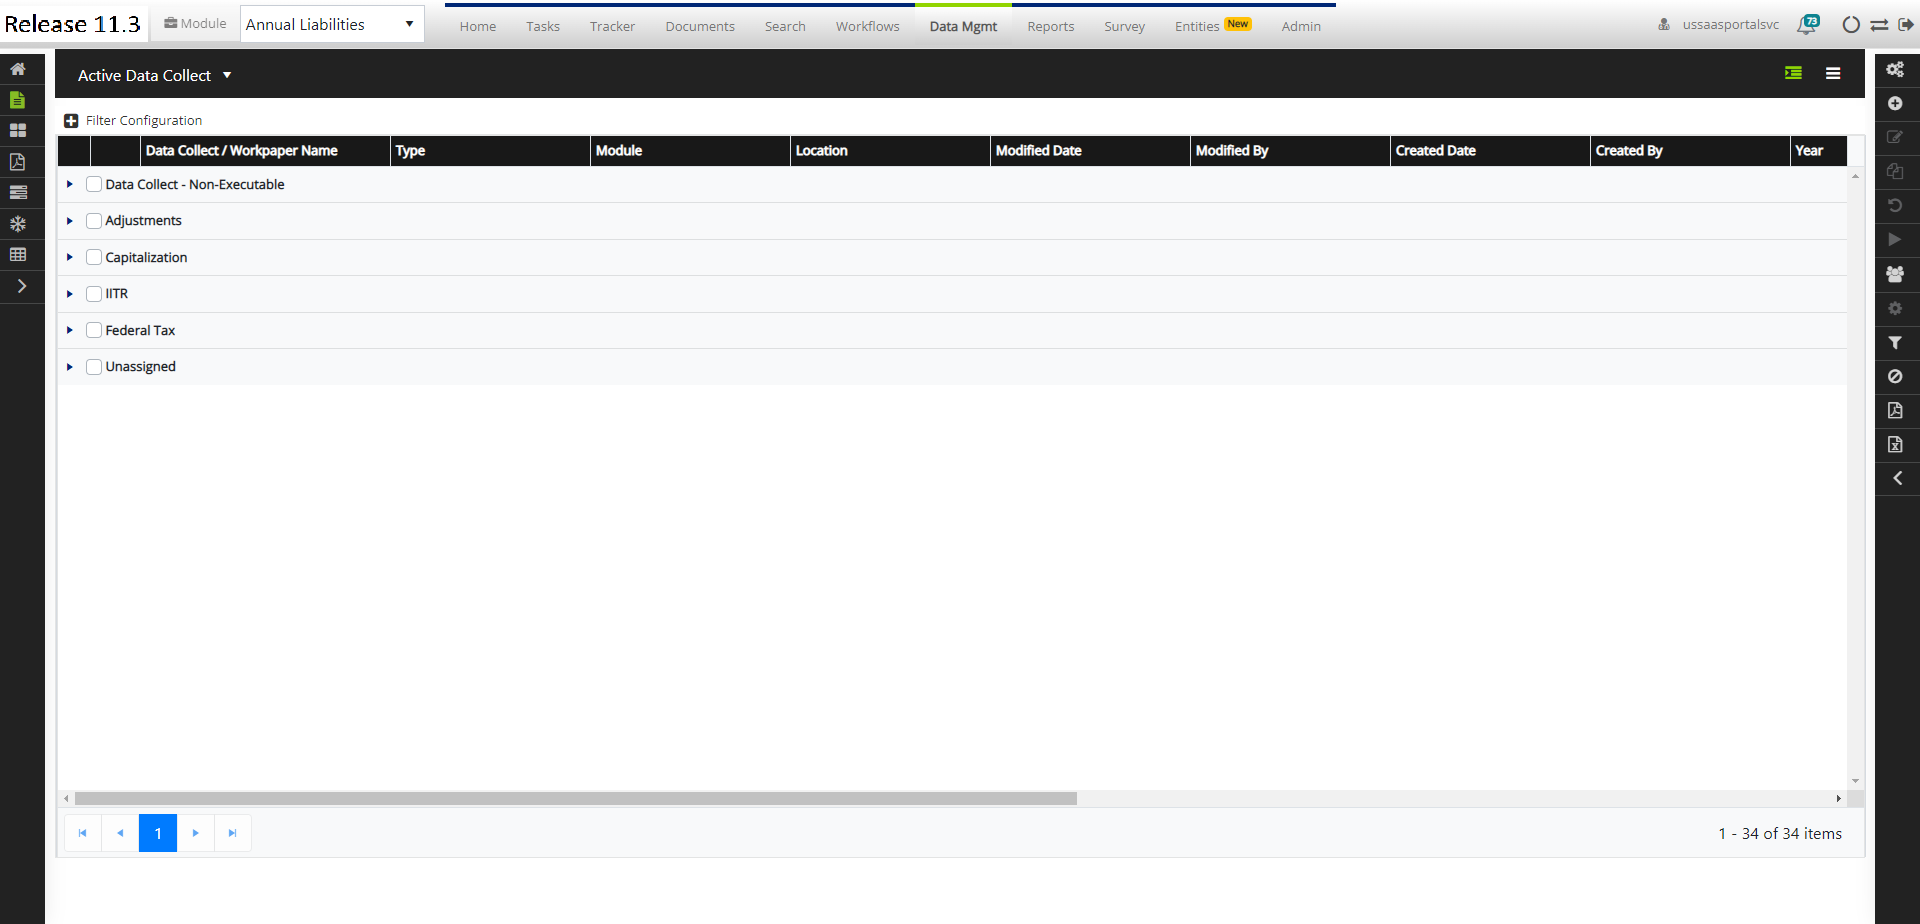 Release 11.3
Module
Annual Liabilities
Home
Tasks
Tracker
Documents
Search
Workflows
Data Mgmt
Reports
Survey
Entities New
Admin
ussaasportalsvc
73
Active Data Collect
Filter Configuration
Data Collect / Workpaper Name
Type
Module
Location
Modified Date
Modified By
Created Date
Created By
Year
Data Collect - Non-Executable
Adjustments
Capitalization
IITR
Federal Tax
Unassigned
1
1 - 34 of 34 items